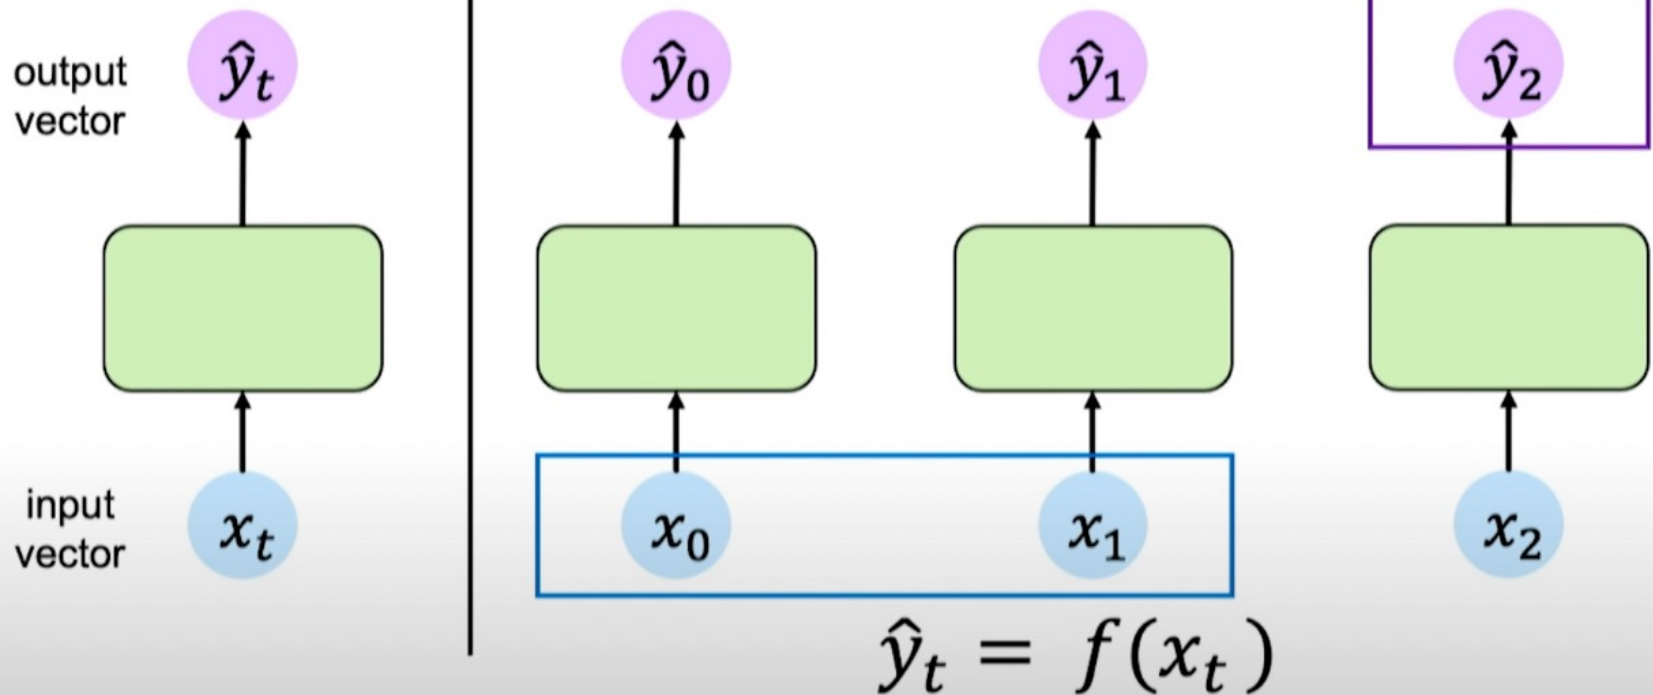 output
vector
ŷₜ
ŷ₀
ŷ₁
ŷ₂
input
vector
xₜ
x₀
x₁
x₂
ŷₜ = f(xₜ)